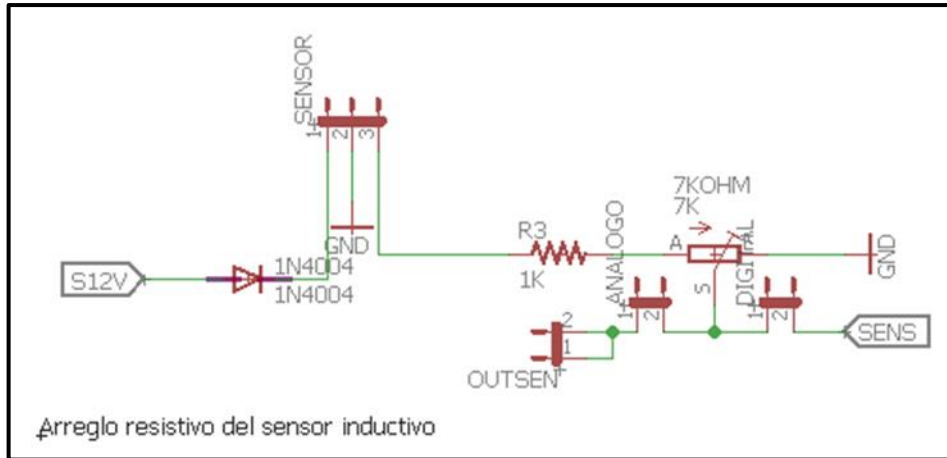 SENSOR
1
2
3
GND
S12V
1N4004
1N4004
R3
1K
ANALOGO
1
2
7KOHM
7K
A
S
DIGITAL
1
2
GND
SENS
2
1
OUTSEN
Arreglo resistivo del sensor inductivo